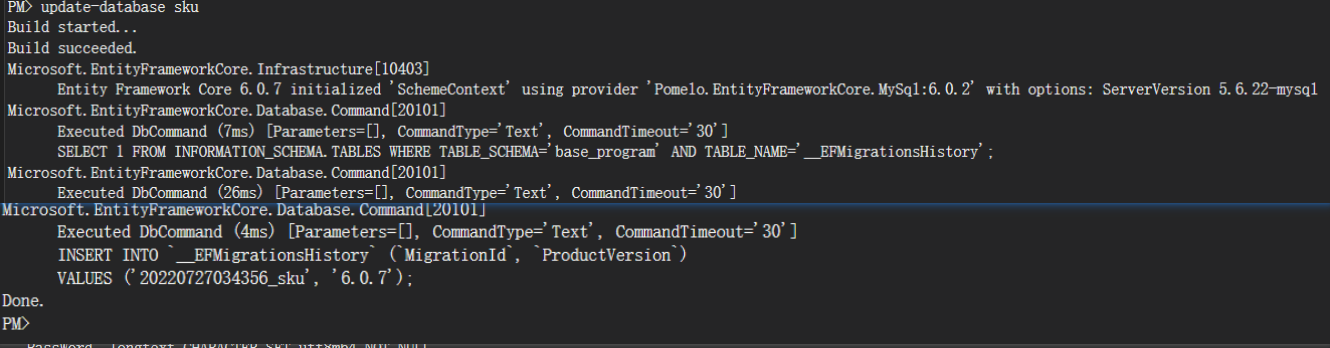 PM> update-database sku
Build started...
Build succeeded.
Microsoft.EntityFrameworkCore.Infrastructure[10403]
Entity Framework Core 6.0.7 initialized 'SchemeContext' using provider 'Pomelo.EntityFrameworkCore.MySql:6.0.2' with options: ServerVersion 5.6.22-mysql
Microsoft.EntityFrameworkCore.Database.Command[20101]
Executed DbCommand (7ms) [Parameters=[], CommandType='Text', CommandTimeout='30']
SELECT 1 FROM INFORMATION_SCHEMA.TABLES WHERE TABLE_SCHEMA='base_program' AND TABLE_NAME='__EFMigrationsHistory';
Microsoft.EntityFrameworkCore.Database.Command[20101]
Executed DbCommand (26ms) [Parameters=[], CommandType='Text', CommandTimeout='30']
Microsoft.EntityFrameworkCore.Database.Command[20101]
Executed DbCommand (4ms) [Parameters=[], CommandType='Text', CommandTimeout='30']
INSERT INTO `__EFMigrationsHistory` (`MigrationId`, `ProductVersion`)
VALUES ('20220727034356_sku', '6.0.7');
Done.
PM>